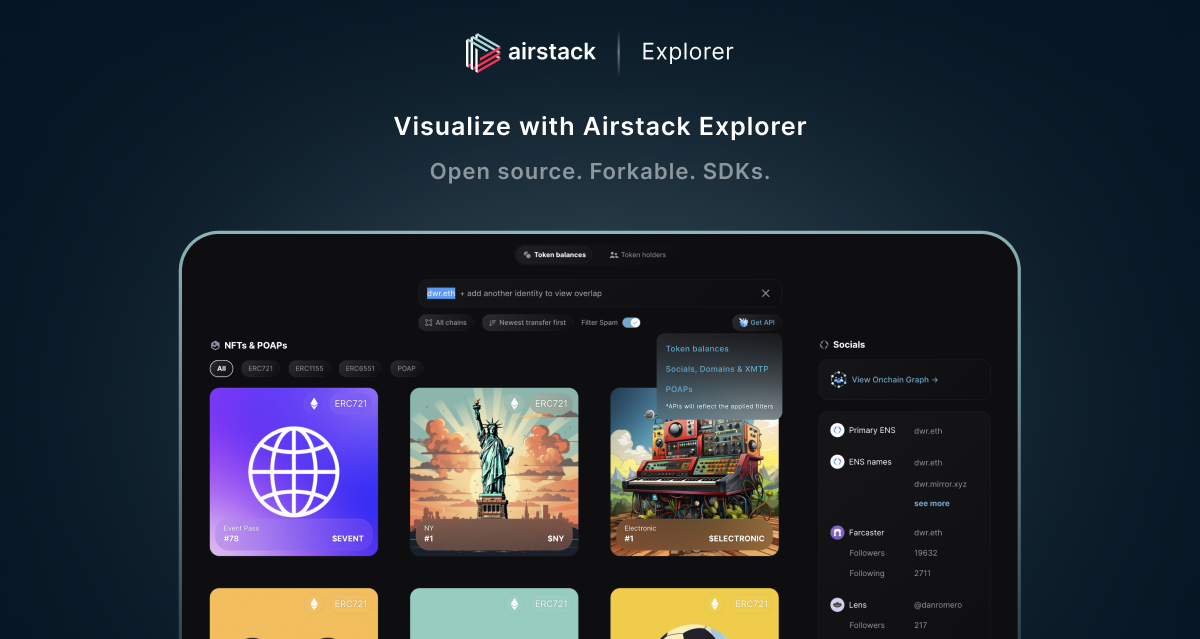 airstack | Explorer
Visualize with Airstack Explorer
Open source. Forkable. SDKs.
Token balances
Token holders
dwr.eth + add another identity to view overlap
All chains
Newest transfer first
Filter Spam
Get API
Token balances
Socials, Domains & XMTP
POAPs
*APIs will reflect the applied filters
NFTs & POAPs
All
ERC721
ERC1155
ERC6551
POAP
ERC721
Event Pass
#78 $EVENT
ERC721
NY
#1 $NY
Electronic
#1 $ELECTRONIC
ERC721
ERC721
ERC721
Socials
View Onchain Graph →
Primary ENS dwr.eth
ENS names dwr.eth
dwr.mirror.xyz
see more
Farcaster dwr.eth
Followers 19632
Following 2711
Lens @danromero
Followers 217